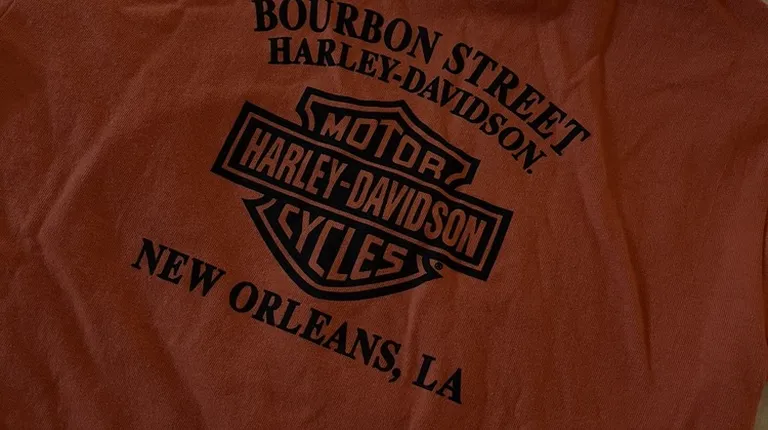 BOURBON STREET
HARLEY-DAVIDSON.
MOTOR
HARLEY-DAVIDSON
CYCLES
®
NEW ORLEANS, LA